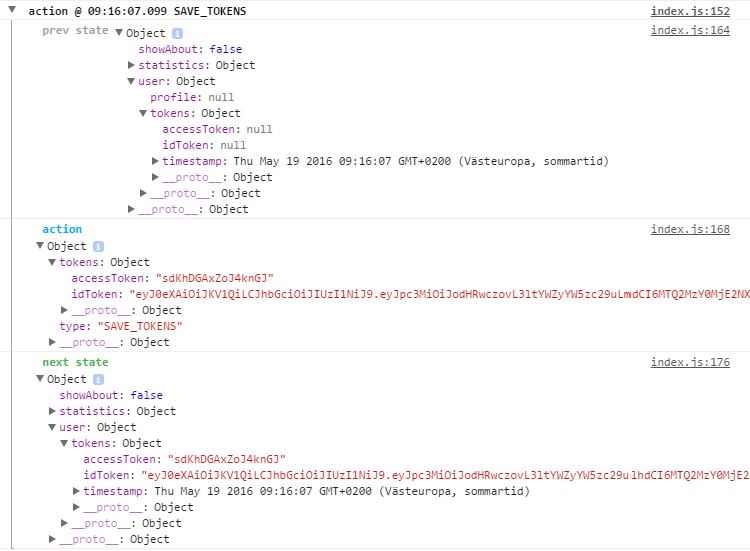 action @ 09:16:07.099 SAVE_TOKENS index.js:152
prev state Object i index.js:164
showAbout: false
statistics: Object
user: Object
profile: null
tokens: Object
accessToken: null
idToken: null
timestamp: Thu May 19 2016 09:16:07 GMT+0200 (Västeuropa, sommartid)
__proto__: Object
__proto__: Object
__proto__: Object
action index.js:168
Object i
tokens: Object
accessToken: "sdKhDGAxZoJ4knGJ"
idToken: "eyJ0eXAiOiJKV1QiLCJhbGciOiJIUzI1NiJ9.eyJpc3MiOiJodHRwczovL3ltYWZyYW5zc29uLmdCI6MTQ2MzY0MjE2NX
__proto__: Object
type: "SAVE_TOKENS"
__proto__: Object
next state index.js:176
Object i
showAbout: false
statistics: Object
user: Object
tokens: Object
accessToken: "sdKhDGAxZoJ4knGJ"
idToken: "eyJ0eXAiOiJKV1QiLCJhbGciOiJIUzI1NiJ9.eyJpc3MiOiJodHRwczovL3ltYWZyYW5zc29ulhdCI6MTQ2MzY0MjE2
timestamp: Thu May 19 2016 09:16:07 GMT+0200 (Västeuropa, sommartid)
__proto__: Object
__proto__: Object
__proto__: Object